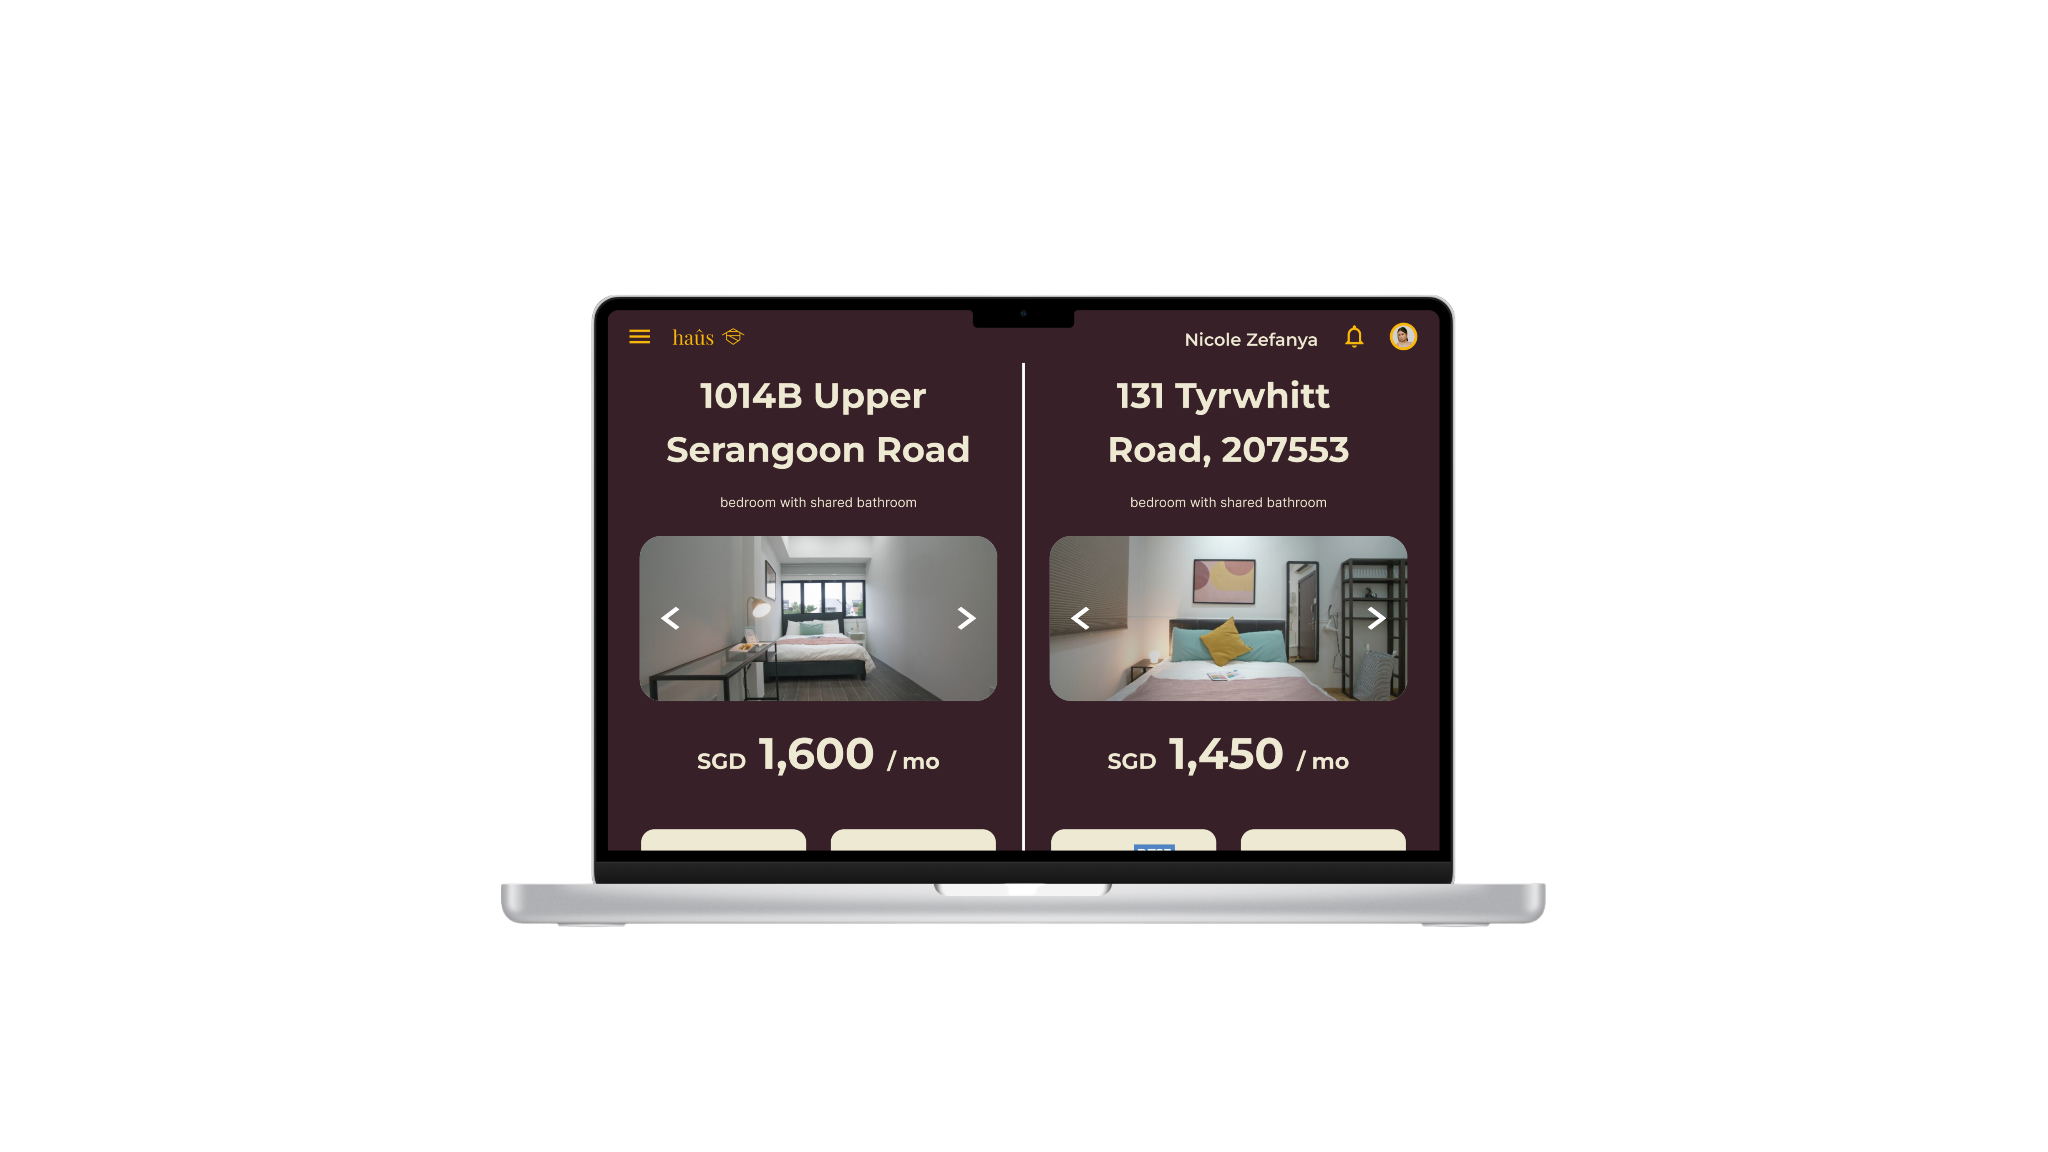 haûs
Nicole Zefanya
1014B Upper
Serangoon Road
bedroom with shared bathroom
SGD 1,600 / mo
131 Tyrwhitt
Road, 207553
bedroom with shared bathroom
SGD 1,450 / mo